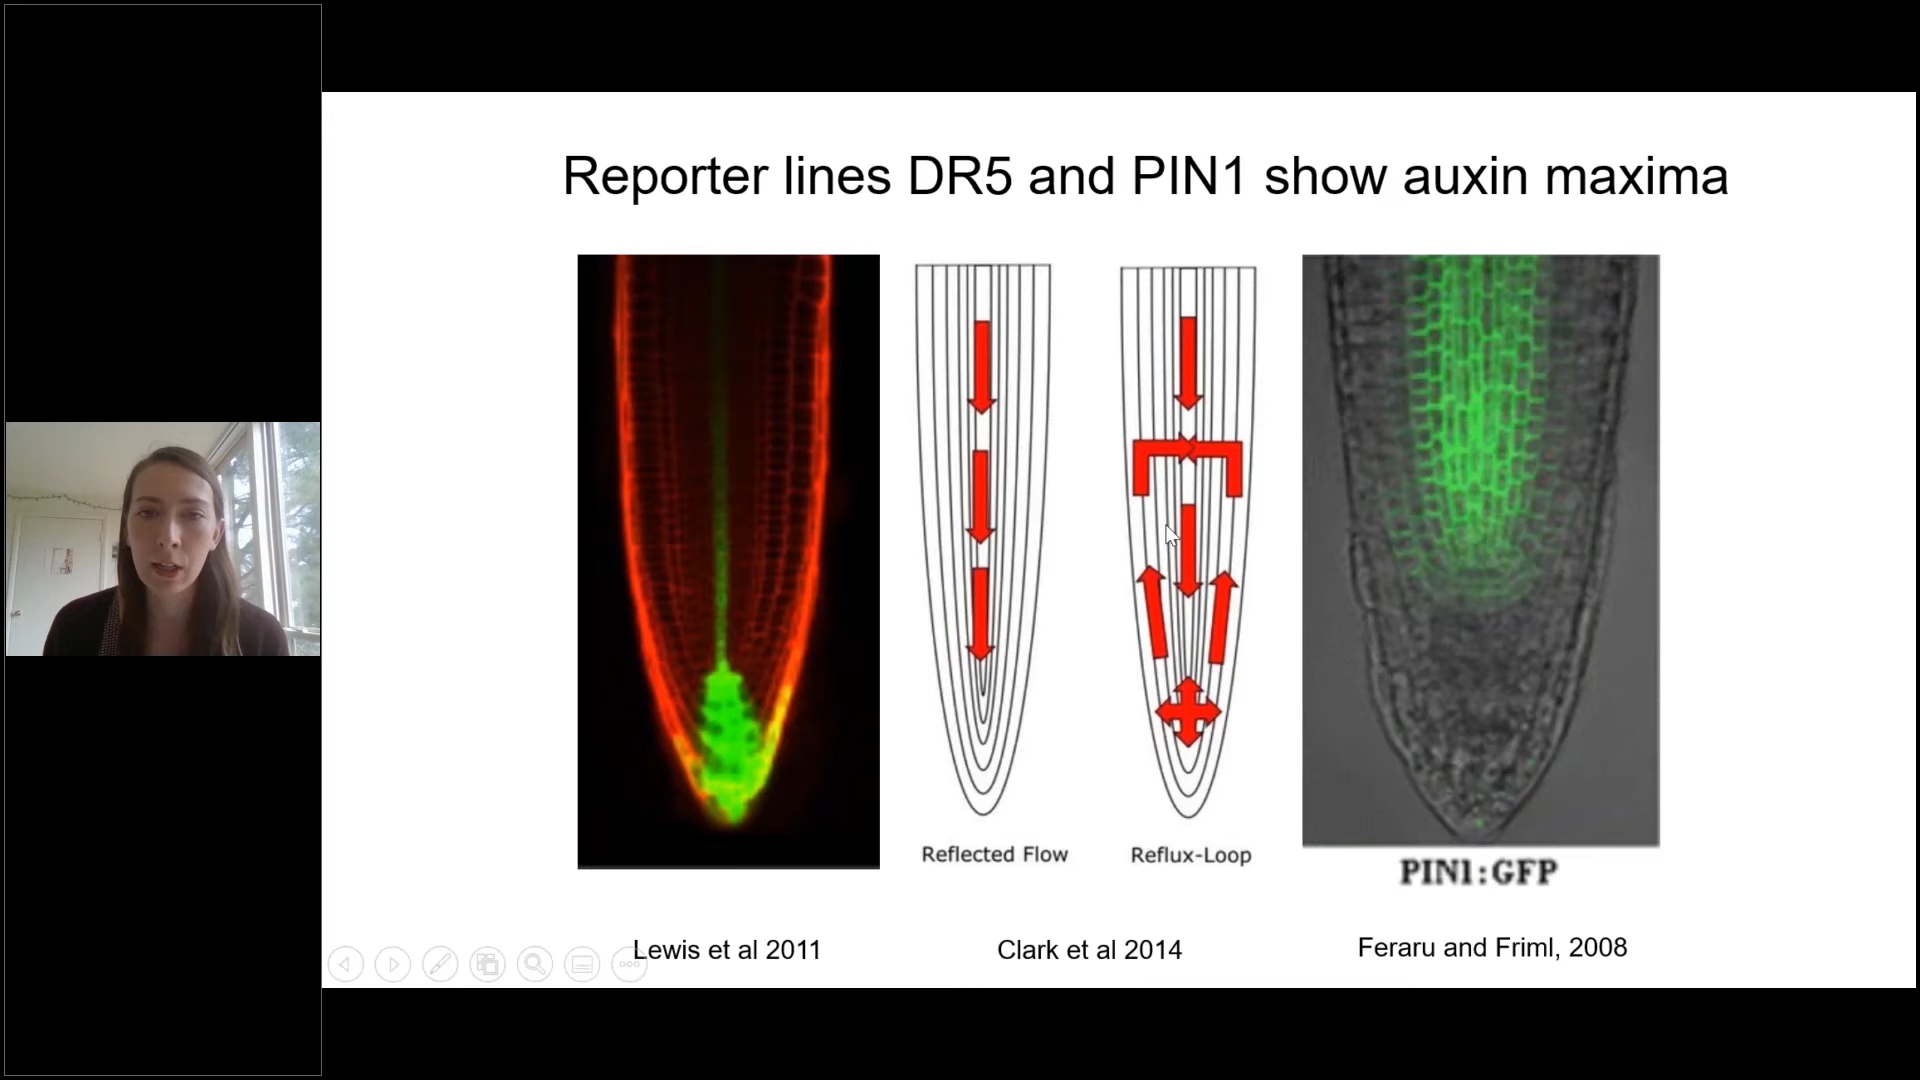 Reporter lines DR5 and PIN1 show auxin maxima
Reflected Flow
Reflux-Loop
PIN1:GFP
Lewis et al 2011
Clark et al 2014
Feraru and Friml, 2008